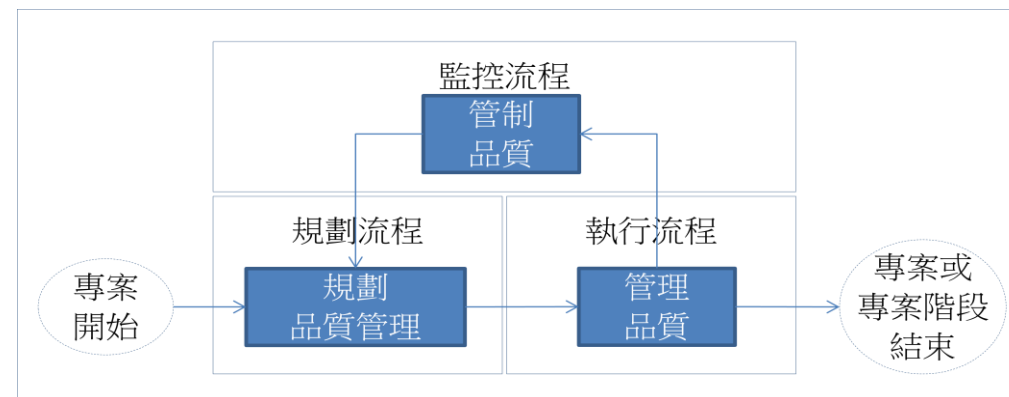 監控流程
管制
品質
規劃流程
執行流程
專案
開始
規劃
品質管理
管理
品質
專案或
專案階段
結束